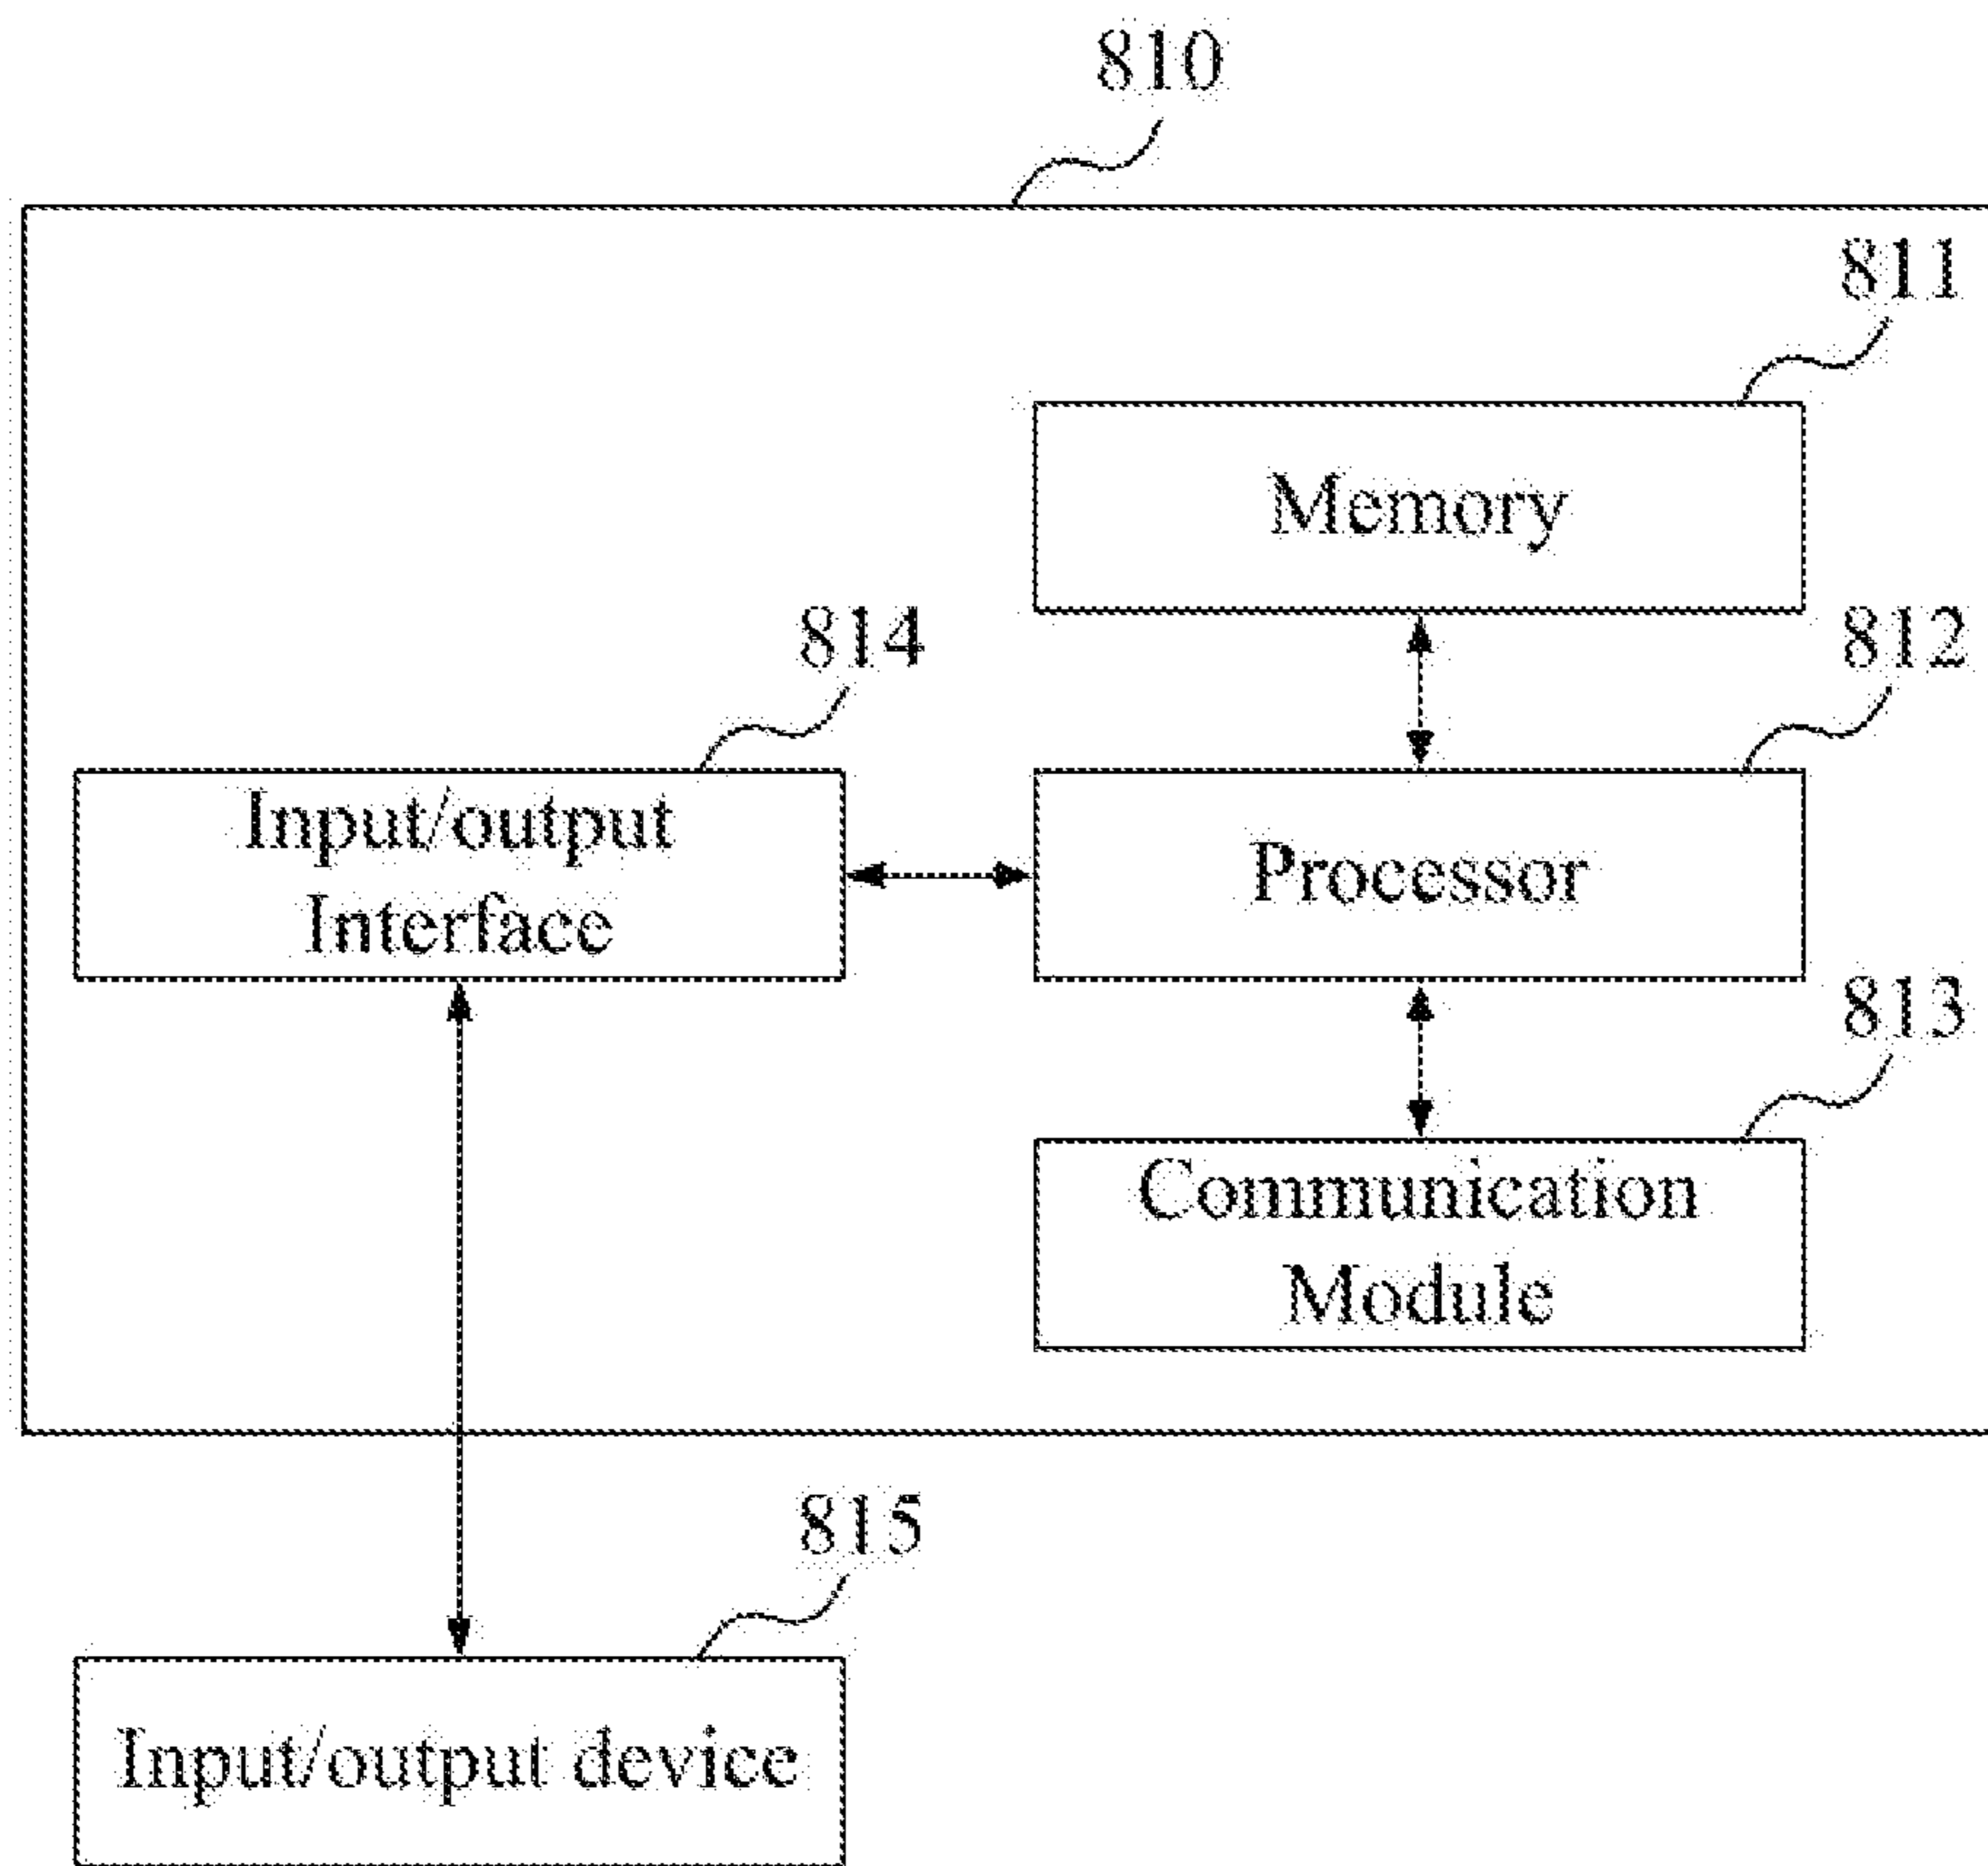 810
811
Memory
814
812
Input/output
Interface
Processor
813
Communication
Module
815
Input/output device